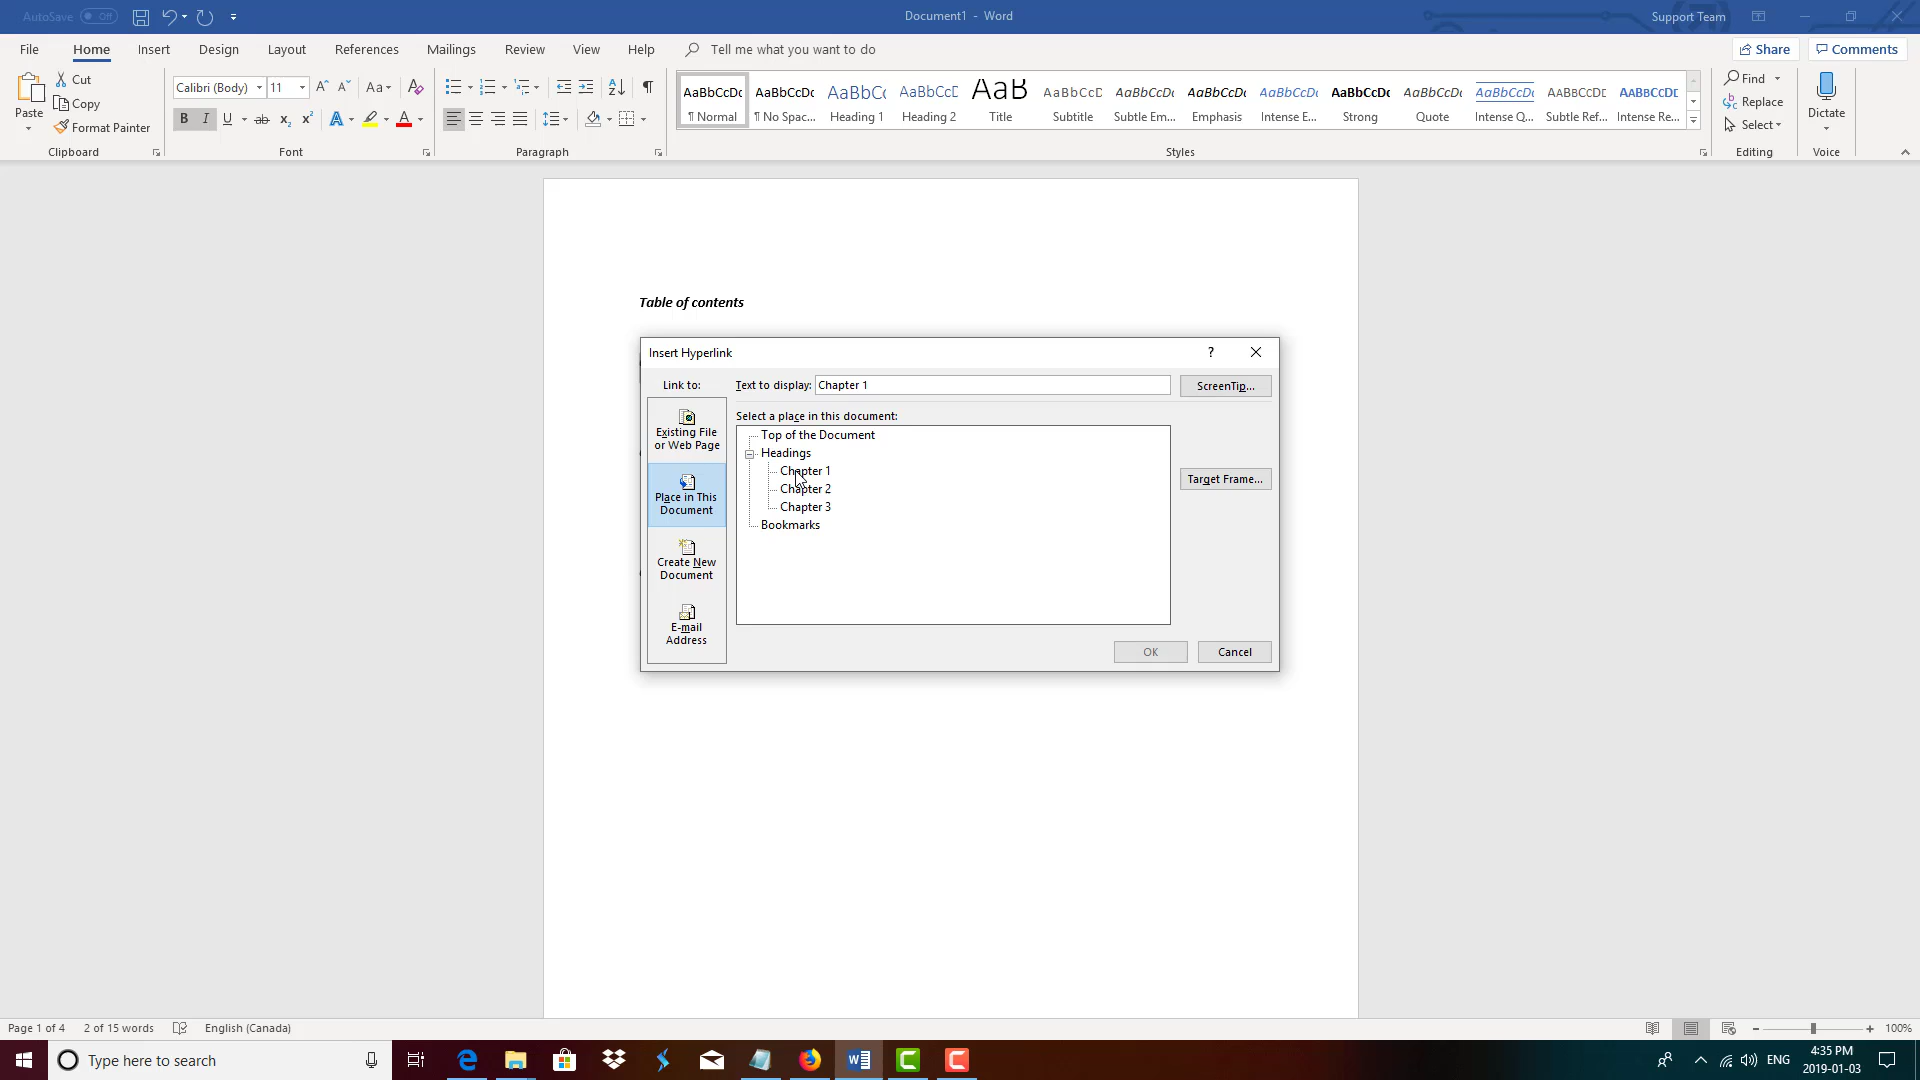 AutoSave Off
Document1 - Word
Support Team
File Home Insert Design Layout References Mailings Review View Help Tell me what you want to do
Share Comments
Paste
Cut
Copy
Format Painter
Clipboard
Calibri (Body) 11
Font
Paragraph
AaBbCcDc AaBbCcDc AaBbCc AaBbCcD AaB AaBbCcD AaBbCcDc AaBbCcDc AaBbCcDc AaBbCcDc AaBbCcDc AaBbCcDc AaBbCcDd AaBbCcDd
¶ Normal ¶ No Spac... Heading 1 Heading 2 Title Subtitle Subtle Em... Emphasis Intense E... Strong Quote Intense Q... Subtle Ref... Intense Re...
Styles
Find
Replace
Select
Editing
Dictate
Voice
Table of contents
Insert Hyperlink
Link to:
Text to display: Chapter 1
ScreenTip...
Existing File
or Web Page
Place in This
Document
Create New
Document
E-mail
Address
Select a place in this document:
Top of the Document
Headings
Chapter 1
Chapter 2
Chapter 3
Bookmarks
Target Frame...
OK
Cancel
Page 1 of 4 2 of 15 words English (Canada)
100%
Type here to search
ENG
4:35 PM
2019-01-03